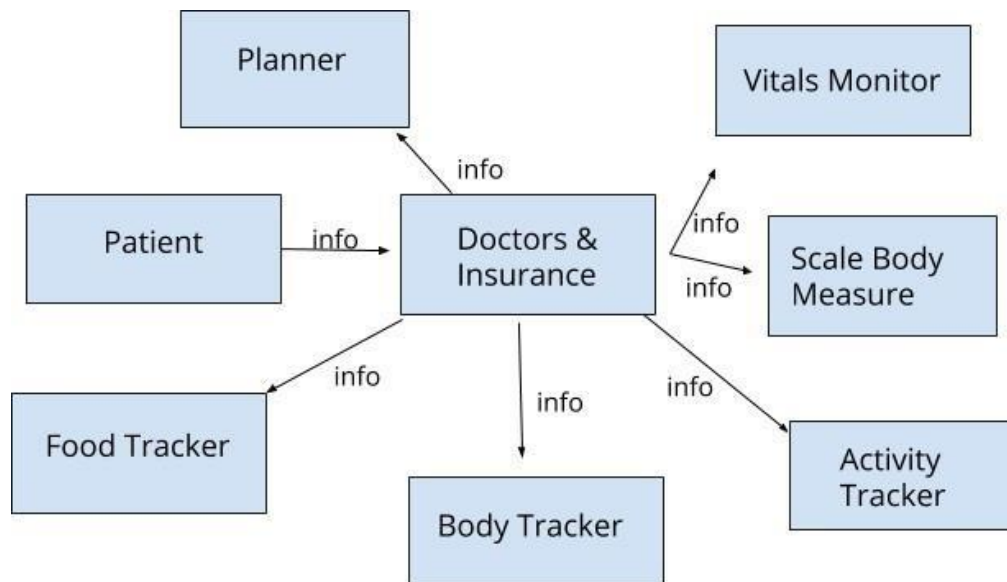 Planner
Vitals Monitor
info
Patient
info
Doctors &
Insurance
info
info
Scale Body
Measure
info
info
info
Food Tracker
Body Tracker
Activity
Tracker